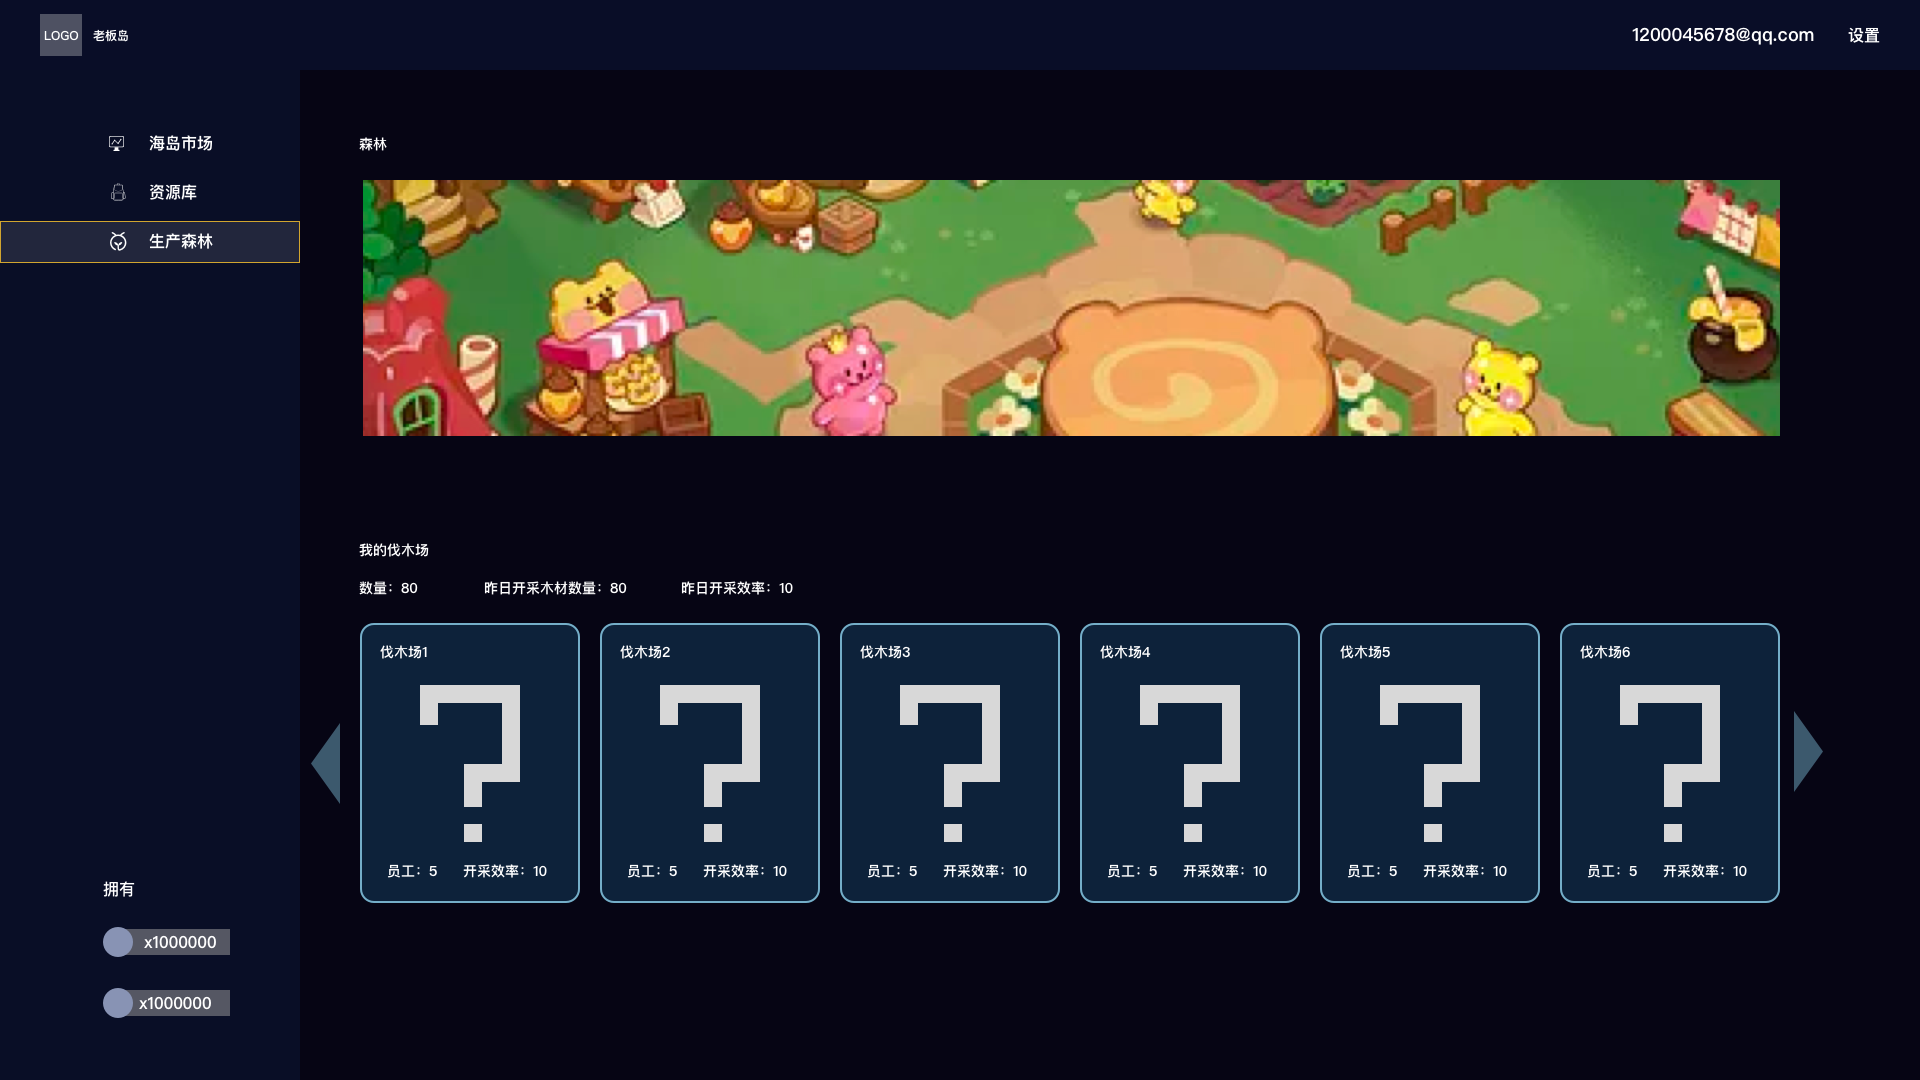 LOGO 老板岛
1200045678@qq.com 设置
海岛市场
资源库
生产森林
森林
我的伐木场
数量：80 昨日开采木材数量：80 昨日开采效率：10
伐木场1 伐木场2 伐木场3 伐木场4 伐木场5 伐木场6
员工：5 开采效率：10 员工：5 开采效率：10 员工：5 开采效率：10 员工：5 开采效率：10 员工：5 开采效率：10 员工：5 开采效率：10
拥有
x1000000
x1000000